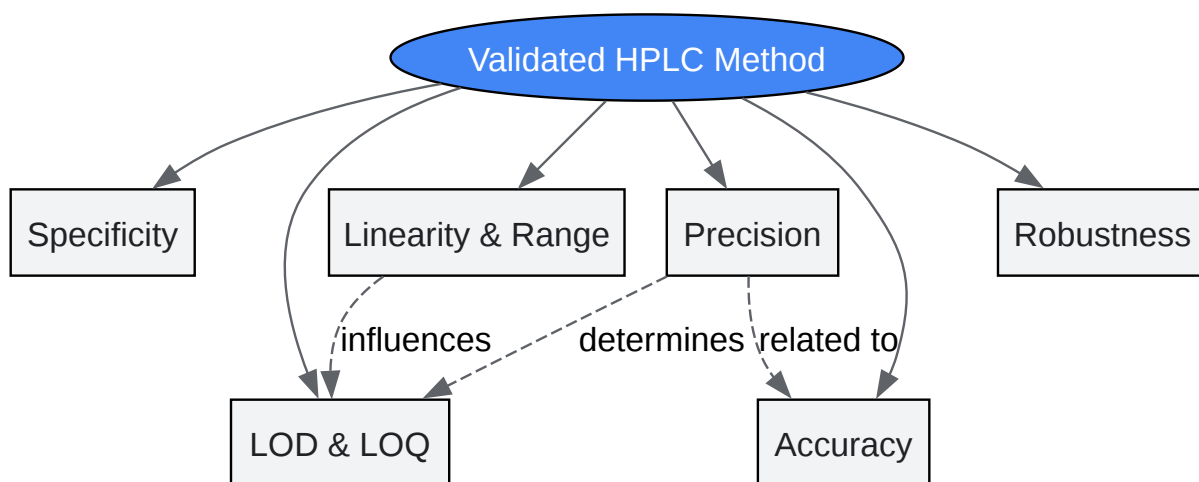 Validated HPLC Method
Specificity
Linearity & Range
Precision
Robustness
influences
determines
related to
LOD & LOQ
Accuracy